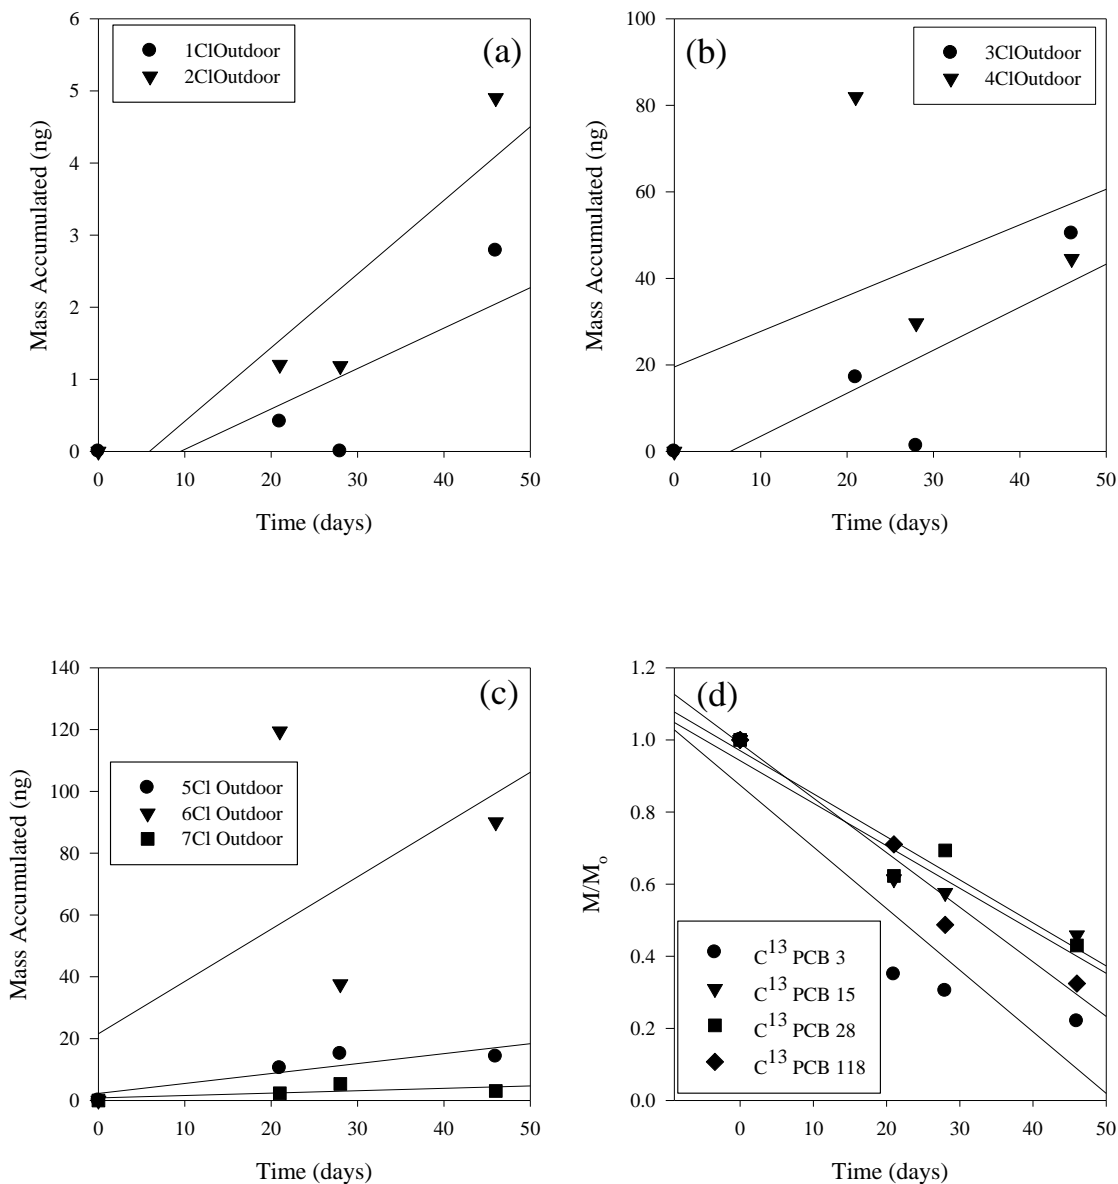 (a)
1ClOutdoor
2ClOutdoor
6
5
4
3
2
1
0
Mass Accumulated (ng)
0 10 20 30 40 50
Time (days)
(b)
3ClOutdoor
4ClOutdoor
100
80
60
40
20
0
Mass Accumulated (ng)
0 10 20 30 40 50
Time (days)
(c)
5Cl Outdoor
6Cl Outdoor
7Cl Outdoor
140
120
100
80
60
40
20
0
Mass Accumulated (ng)
0 10 20 30 40 50
Time (days)
(d)
1.2
1.0
0.8
0.6
0.4
0.2
0.0
M/Mo
C13 PCB 3
C13 PCB 15
C13 PCB 28
C13 PCB 118
0 20 30 40 50
Time (days)